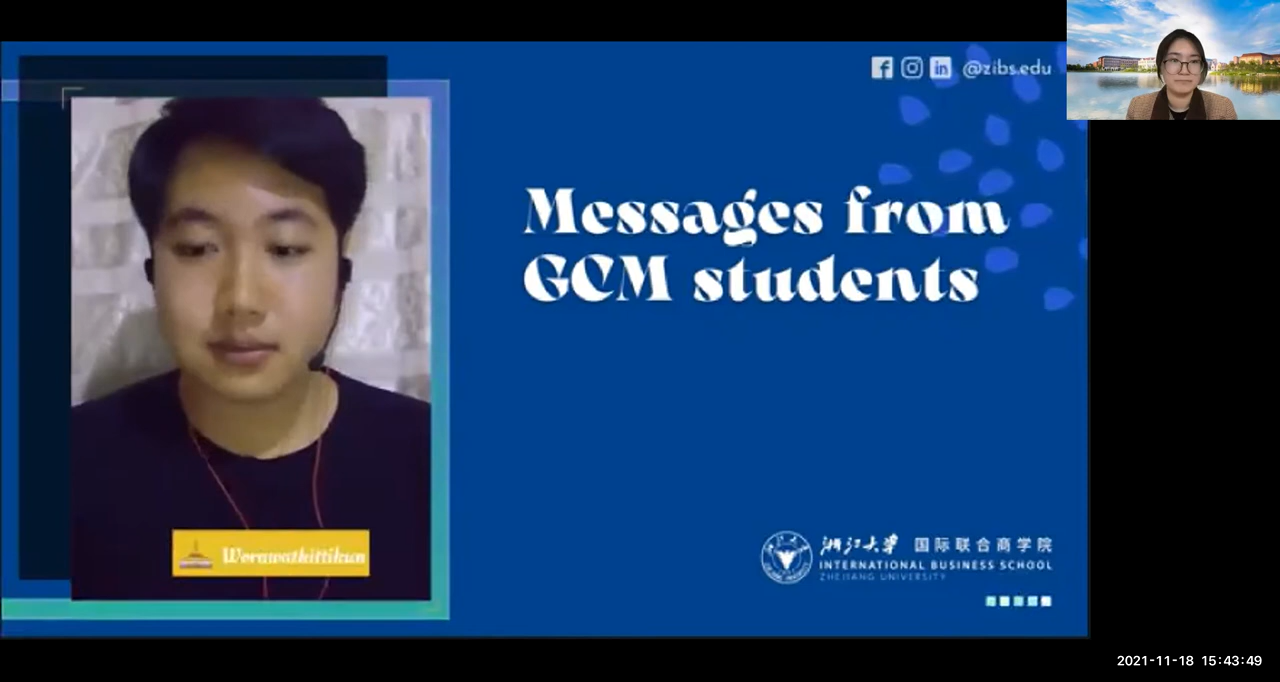 @zibs.edu
Messages from
GCM students
Worawatkittikun
浙江大学 国际联合商学院
INTERNATIONAL BUSINESS SCHOOL
ZHEJIANG UNIVERSITY
2021-11-18 15:43:49